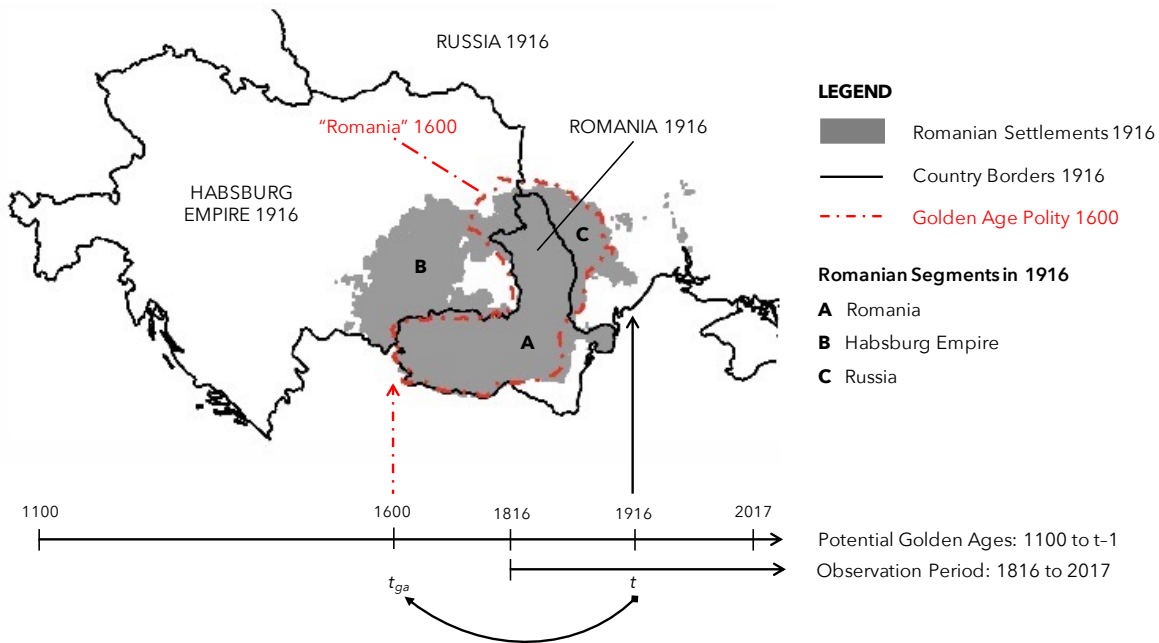 RUSSIA 1916
"Romania" 1600
ROMANIA 1916
HABSBURG
EMPIRE 1916
B
C
A
LEGEND
Romanian Settlements 1916
Country Borders 1916
Golden Age Polity 1600
Romanian Segments in 1916
A Romania
B Habsburg Empire
C Russia
1100 1600 1816 1916 2017
Potential Golden Ages: 1100 to t–1
Observation Period: 1816 to 2017
tga t